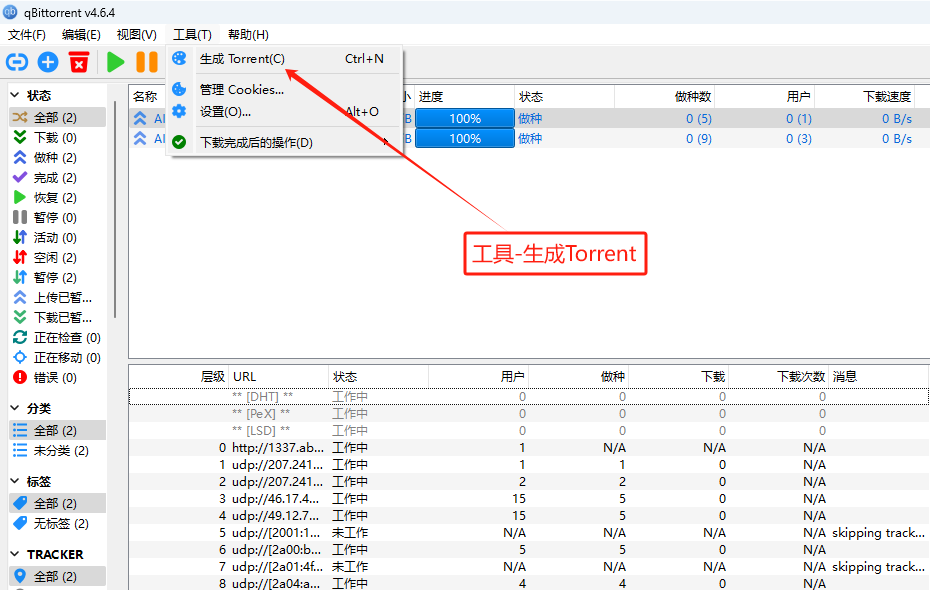 qBittorrent v4.6.4
文件(F) 编辑(E) 视图(V) 工具(T) 帮助(H)
生成 Torrent(C) Ctrl+N
管理 Cookies...
设置(O)... Alt+O
下载完成后的操作(D)
工具-生成Torrent
状态
全部 (2)
下载 (0)
做种 (2)
完成 (2)
恢复 (2)
暂停 (0)
活动 (0)
空闲 (2)
暂停 (2)
上传已暂...
下载已暂...
正在检查 (0)
正在移动 (0)
错误 (0)
分类
全部 (2)
未分类 (2)
标签
全部 (2)
无标签 (2)
TRACKER
全部 (2)
名称 进度 状态 做种数 用户 下载速度
100% 做种 0 (5) 0 (1) 0 B/s
100% 做种 0 (9) 0 (3) 0 B/s
层级 URL 状态 用户 做种 下载 下载次数 消息
** [DHT] ** 工作中 0 0 0 0
** [PeX] ** 工作中 0 0 0 0
** [LSD] ** 工作中 0 0 0 0
0 http://1337.ab... 工作中 1 N/A N/A N/A
1 udp://207.241... 工作中 1 1 0 N/A
2 udp://207.241... 工作中 2 2 0 N/A
3 udp://46.17.4... 工作中 15 5 0 N/A
4 udp://49.12.7... 工作中 15 5 0 N/A
5 udp://[2001:1... 未工作 N/A N/A N/A N/A skipping track...
6 udp://[2a00:b... 工作中 5 5 0 N/A
7 udp://[2a01:4f... 未工作 N/A N/A N/A N/A skipping track...
8 udp://[2a04:a... 工作中 4 4 0 N/A